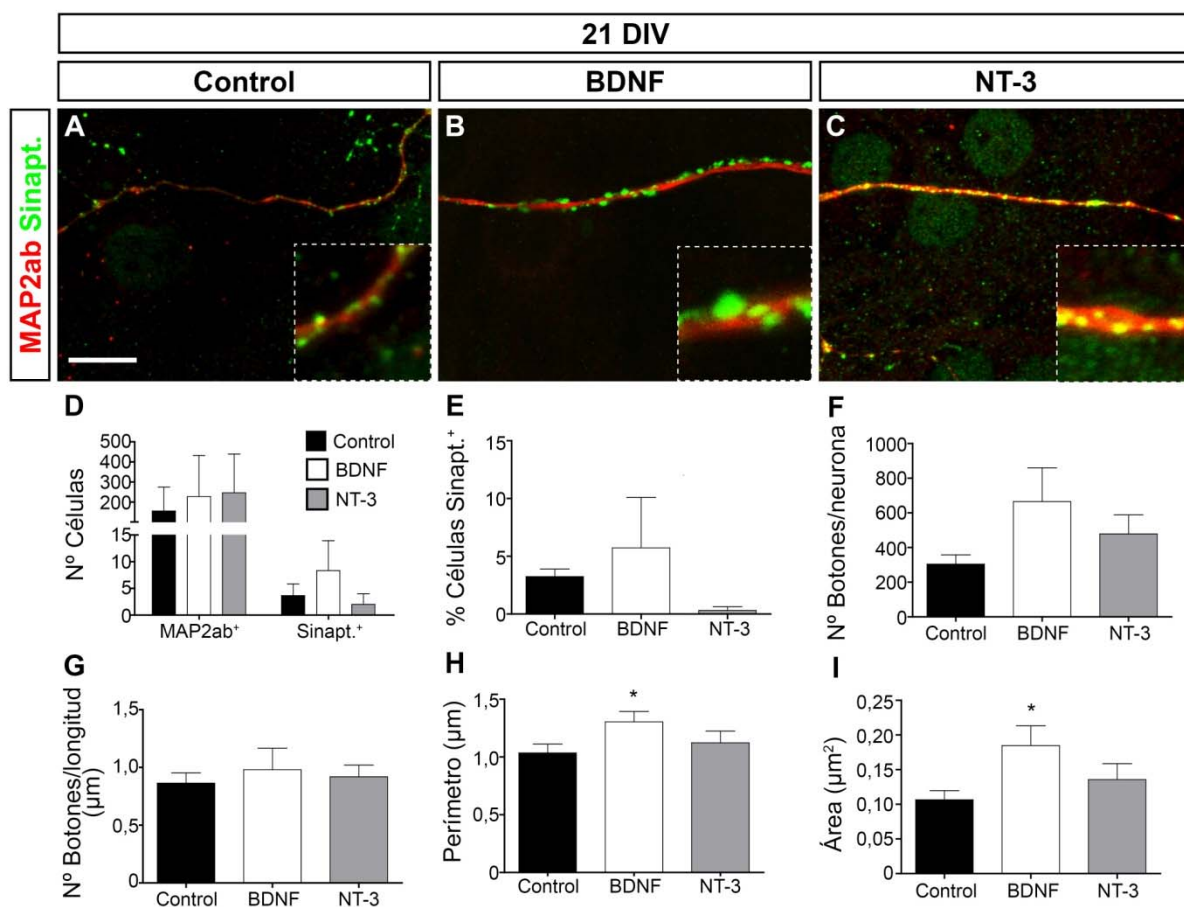 21 DIV
Control
BDNF
NT-3
MAP2ab Sinapt.
A
B
C
D
Nº Células
500
400
300
200
15
10
5
0
MAP2ab⁺
Sinapt.⁺
Control
BDNF
NT-3
E
% Células Sinapt.⁺
15
10
5
0
Control
BDNF
NT-3
F
Nº Botones/neurona
1000
800
600
400
200
0
Control
BDNF
NT-3
G
Nº Botones/longitud
(µm)
1,5
1,0
0,5
0
Control
BDNF
NT-3
H
Perímetro (µm)
1,5
1,0
0,5
0
*
Control
BDNF
NT-3
I
Área (µm²)
0,25
0,20
0,15
0,10
0,05
0
*
Control
BDNF
NT-3